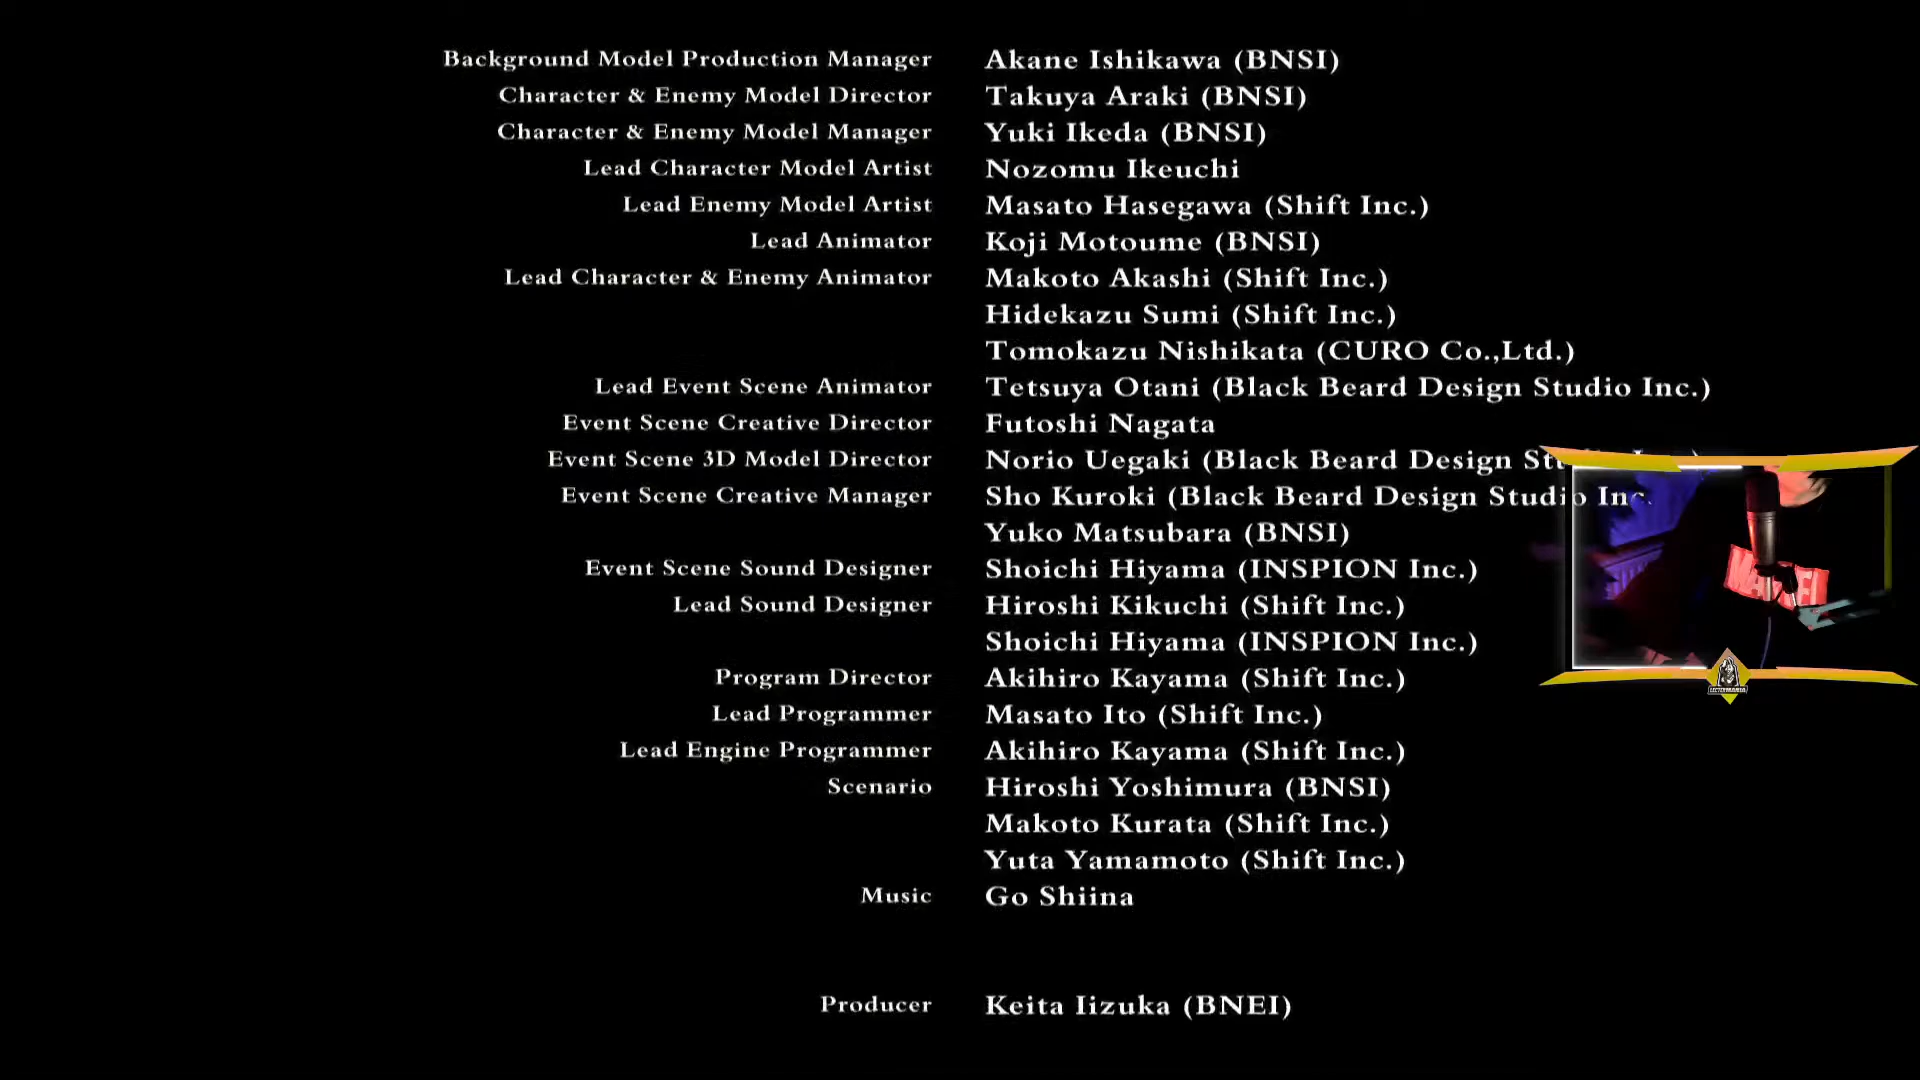 Background Model Production Manager Akane Ishikawa (BNSI)
Character & Enemy Model Director Takuya Araki (BNSI)
Character & Enemy Model Manager Yuki Ikeda (BNSI)
Lead Character Model Artist Nozomu Ikeuchi
Lead Enemy Model Artist Masato Hasegawa (Shift Inc.)
Lead Animator Koji Motoume (BNSI)
Lead Character & Enemy Animator Makoto Akashi (Shift Inc.)
Hidekazu Sumi (Shift Inc.)
Tomokazu Nishikata (CURO Co.,Ltd.)
Lead Event Scene Animator Tetsuya Otani (Black Beard Design Studio Inc.)
Event Scene Creative Director Futoshi Nagata
Event Scene 3D Model Director Norio Uegaki (Black Beard Design
Event Scene Creative Manager Sho Kuroki (Black Beard Design Studio Inc.
Yuko Matsubara (BNSI)
Event Scene Sound Designer Shoichi Hiyama (INSPION Inc.)
Lead Sound Designer Hiroshi Kikuchi (Shift Inc.)
Shoichi Hiyama (INSPION Inc.)
Program Director Akihiro Kayama (Shift Inc.)
Lead Programmer Masato Ito (Shift Inc.)
Lead Engine Programmer Akihiro Kayama (Shift Inc.)
Scenario Hiroshi Yoshimura (BNSI)
Makoto Kurata (Shift Inc.)
Yuta Yamamoto (Shift Inc.)
Music Go Shiina
Producer Keita Iizuka (BNEI)